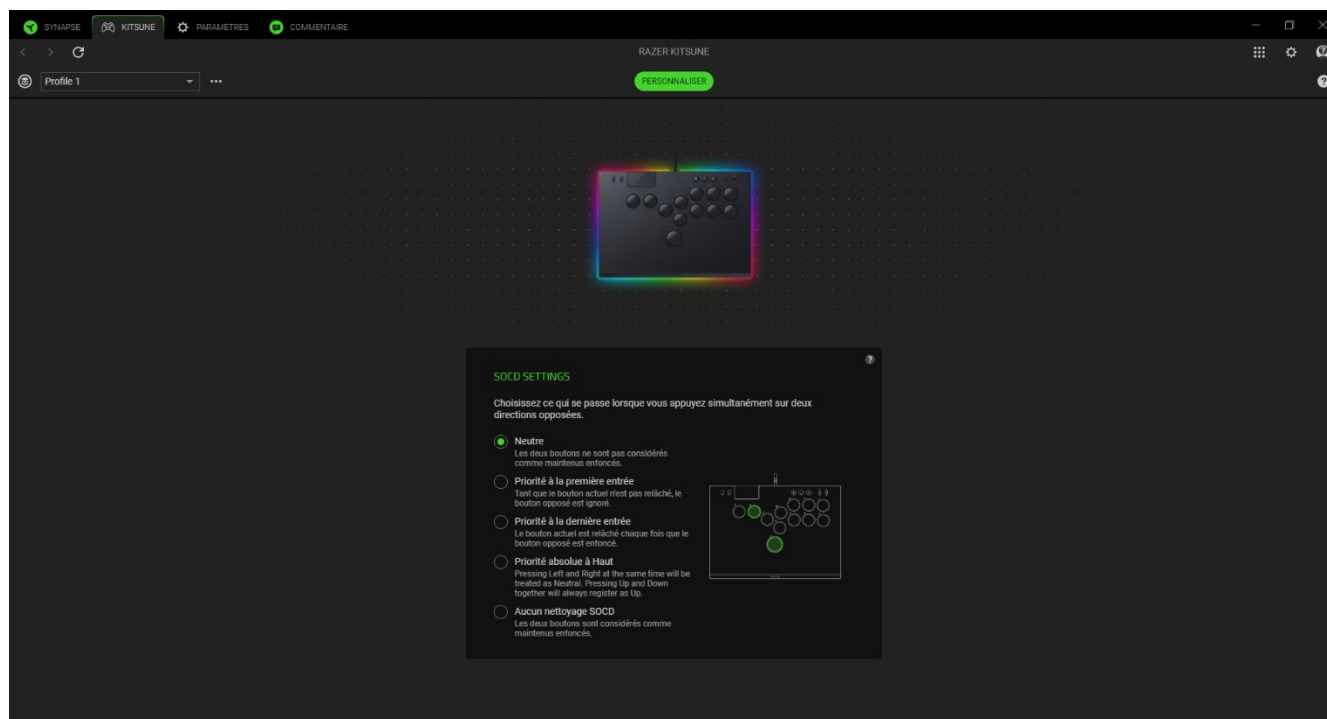 SYNAPSE KITSUNE PARAMÈTRES COMMENTAIRE
RAZER KITSUNE
Profile 1
PERSONNALISER
SOCD SETTINGS
Choisissez ce qui se passe lorsque vous appuyez simultanément sur deux
directions opposées.
Neutre
Les deux boutons ne sont pas considérés
comme maintenus enfoncés.
Priorité à la première entrée
Tant que le bouton actuel n'est pas relâché, le
bouton opposé est ignoré.
Priorité à la dernière entrée
Le bouton actuel est relâché chaque fois que le
bouton opposé est enfoncé.
Priorité absolue à Haut
Pressing Left and Right at the same time will be
treated as Neutral. Pressing Up and Down
together will always register as Up.
Aucun nettoyage SOCD
Les deux boutons sont considérés comme
maintenus enfoncés.